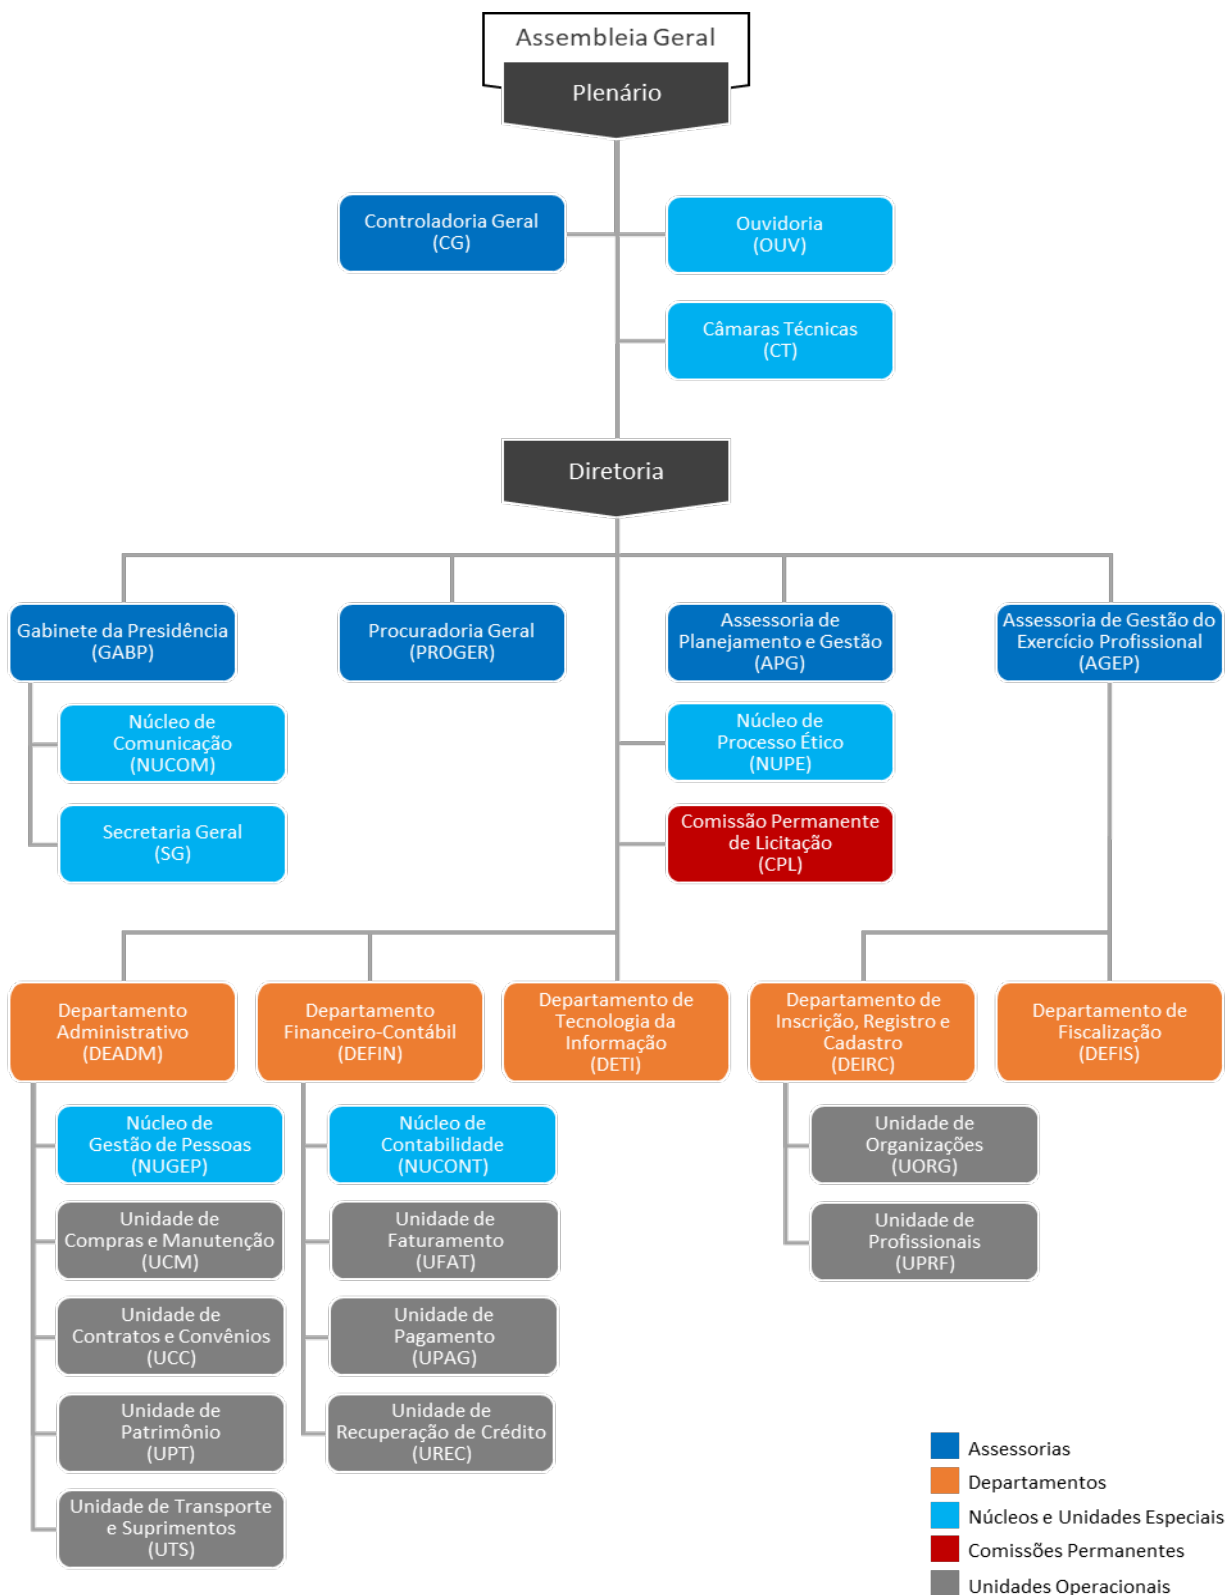 Assembleia Geral
Plenário
Controladoria Geral
(CG)
Ouvidoria
(OUV)
Câmaras Técnicas
(CT)
Diretoria
Gabinete da Presidência
(GABP)
Procuradoria Geral
(PROGER)
Assessoria de
Planejamento e Gestão
(APG)
Assessoria de Gestão do
Exercício Profissional
(AGEP)
Núcleo de
Comunicação
(NUCOM)
Núcleo de
Processo Ético
(NUPE)
Secretaria Geral
(SG)
Comissão Permanente
de Licitação
(CPL)
Departamento
Administrativo
(DEADM)
Departamento
Financeiro-Contábil
(DEFIN)
Departamento de
Tecnologia da
Informação
(DETI)
Departamento de
Inscrição, Registro e
Cadastro
(DEIRC)
Departamento de
Fiscalização
(DEFIS)
Núcleo de
Gestão de Pessoas
(NUGEP)
Núcleo de
Contabilidade
(NUCONT)
Unidade de
Organizações
(UORG)
Unidade de
Compras e Manutenção
(UCM)
Unidade de
Faturamento
(UFAT)
Unidade de
Profissionais
(UPRF)
Unidade de
Contratos e Convênios
(UCC)
Unidade de
Pagamento
(UPAG)
Unidade de
Patrimônio
(UPT)
Unidade de
Recuperação de Crédito
(UREC)
Unidade de Transporte
e Suprimentos
(UTS)
Assessorias
Departamentos
Núcleos e Unidades Especiais
Comissões Permanentes
Unidades Operacionais